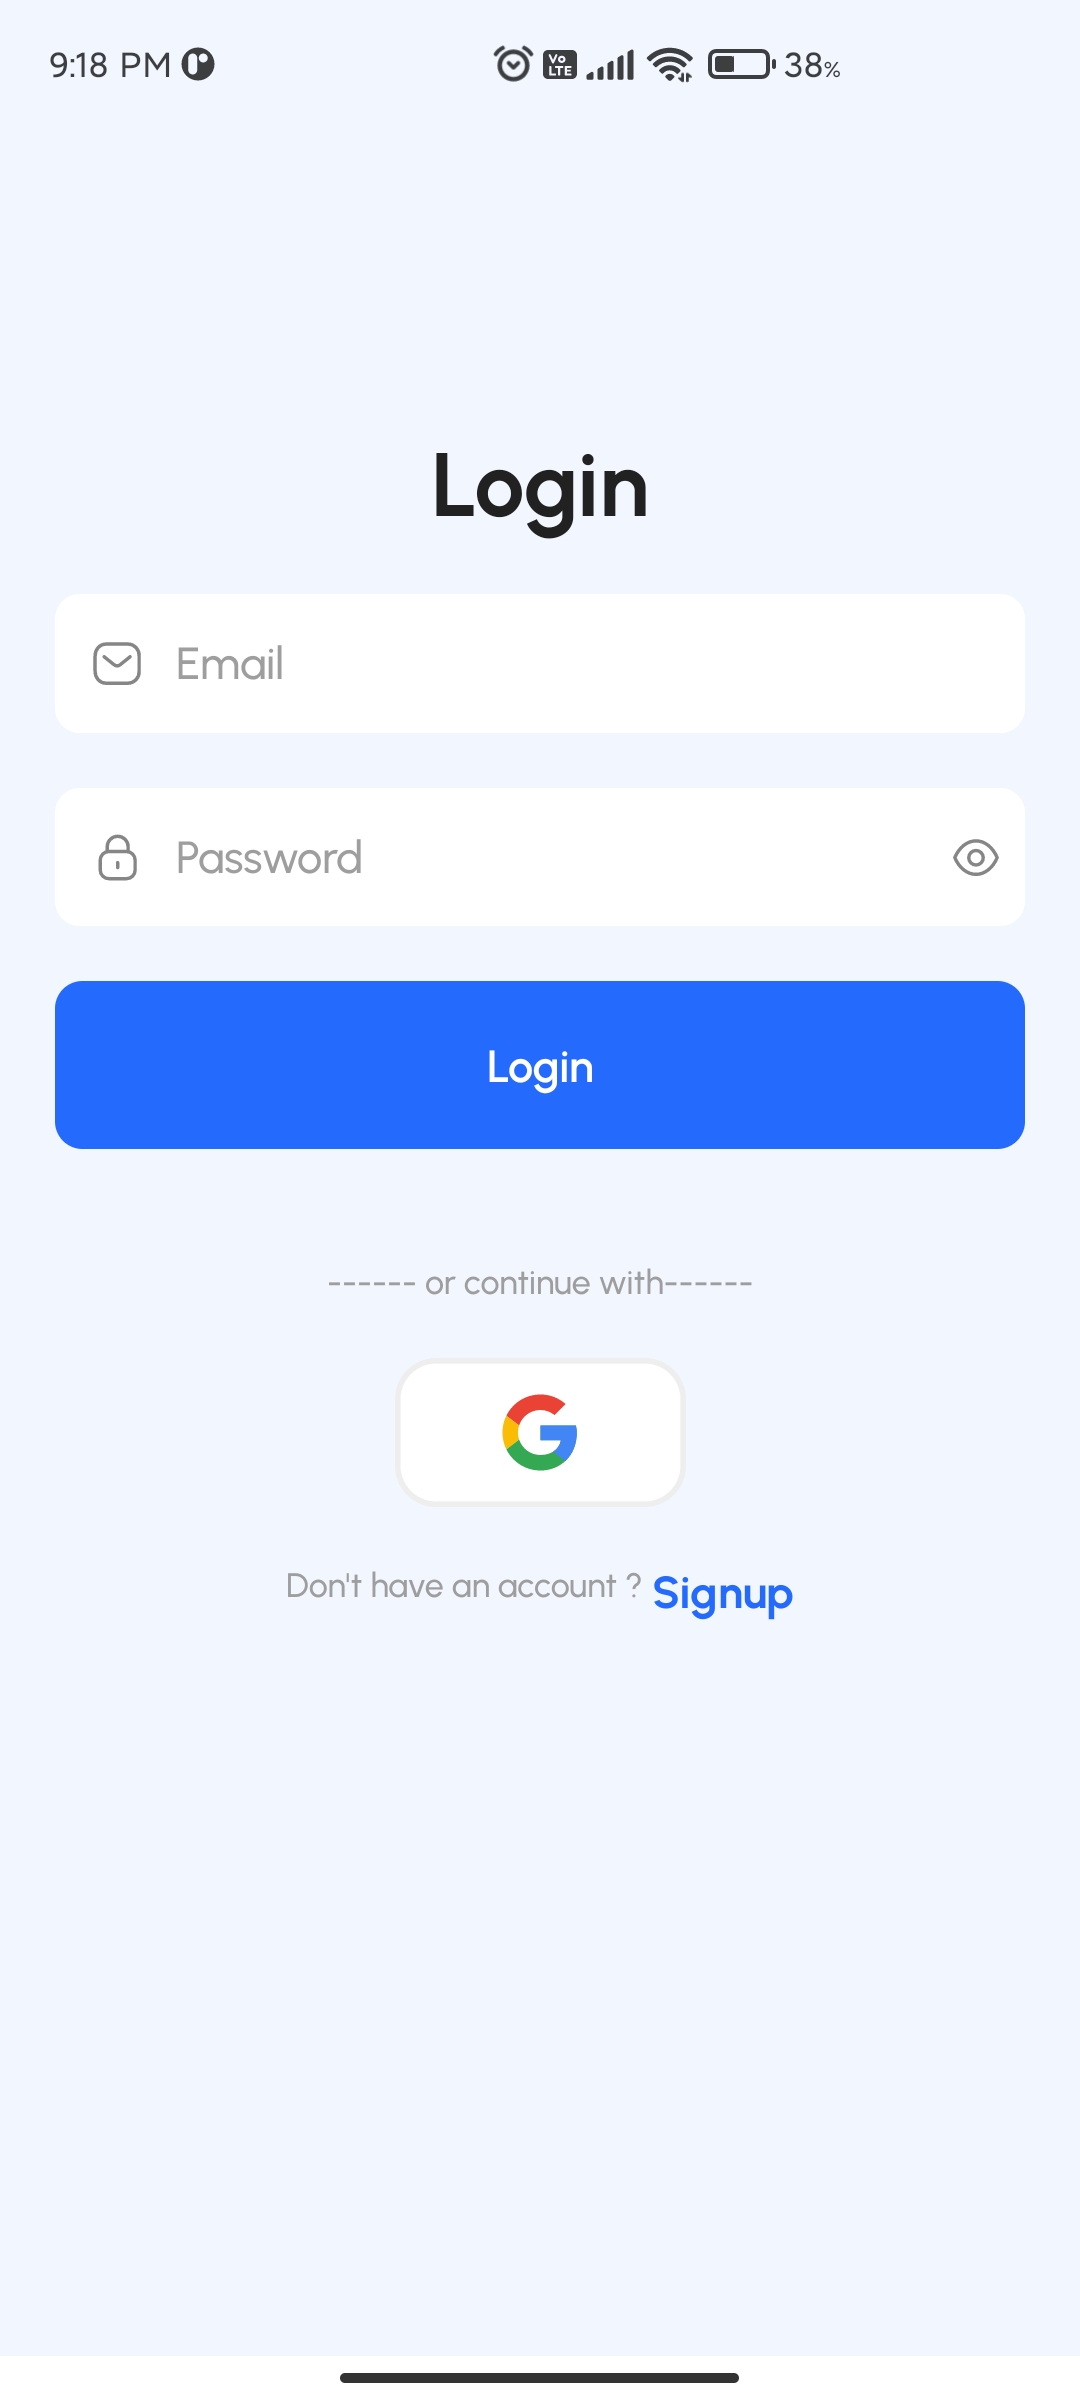 9:18 PM Vo LTE 38%
Login
Email
Password
Login
------ or continue with------
Don't have an account ? Signup